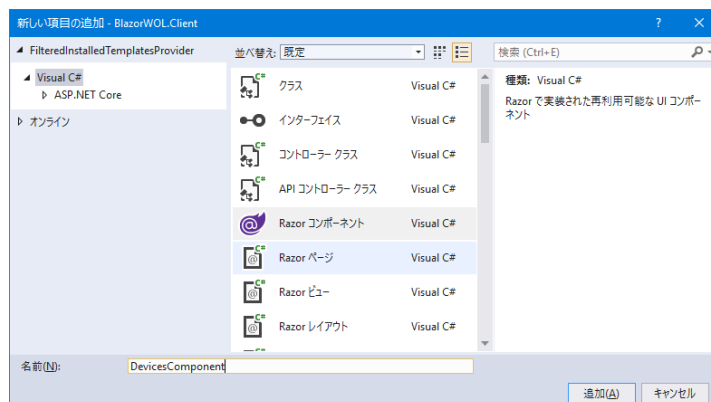 新しい項目の追加 - BlazorWOL.Client
FilteredInstalledTemplatesProvider
並べ替え: 既定
検索 (Ctrl+E)
Visual C#
ASP.NET Core
オンライン
クラス Visual C#
インターフェイス Visual C#
コントローラー クラス Visual C#
API コントローラー クラス Visual C#
Razor コンポーネント Visual C#
Razor ページ Visual C#
Razor ビュー Visual C#
Razor レイアウト Visual C#
種類: Visual C#
Razor で実装された再利用可能な UI コンポー
ネント
名前(N): DevicesComponent
追加(A) キャンセル